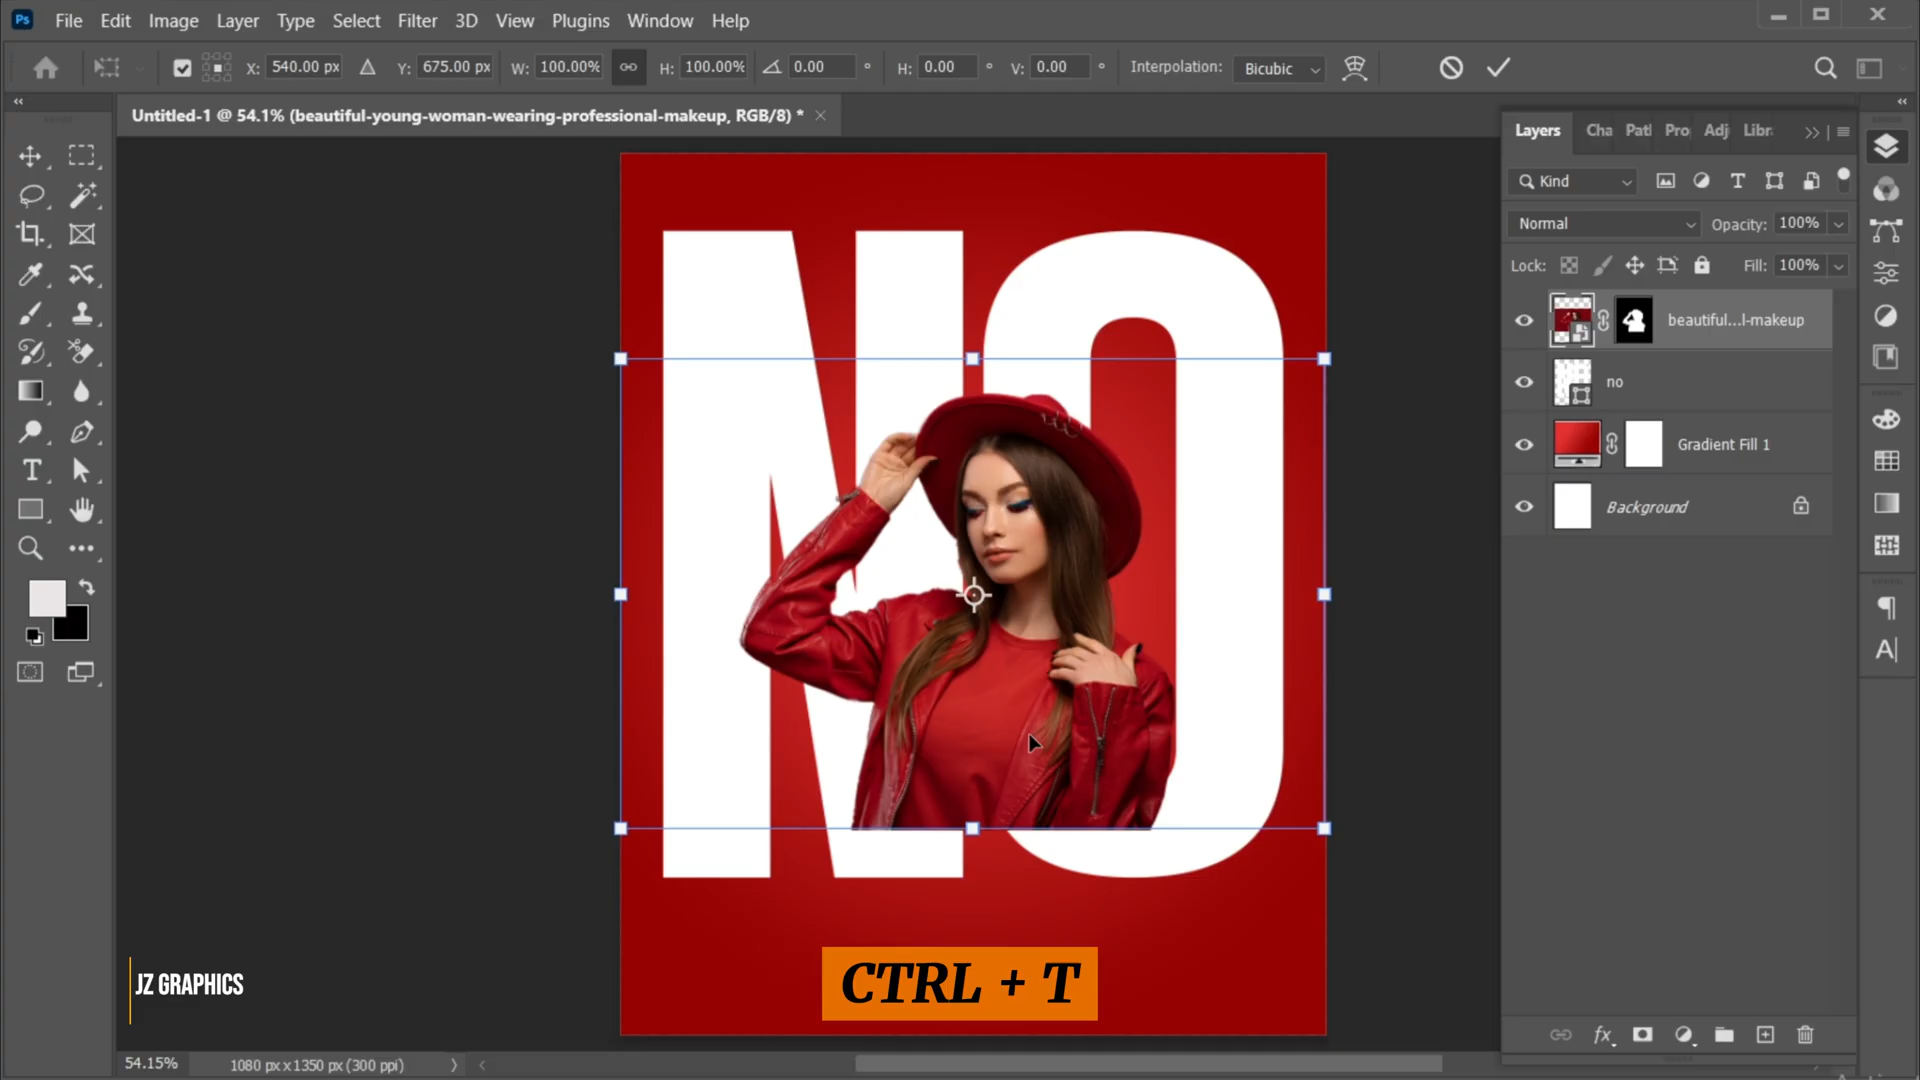 Ps File Edit Image Layer Type Select Filter 3D View Plugins Window Help
X: 540.00 px Y: 675.00 px W: 100.00% H: 100.00% 0.00 ° H: 0.00 ° V: 0.00 ° Interpolation: Bicubic
Untitled-1 @ 54.1% (beautiful-young-woman-wearing-professional-makeup, RGB/8) * ×
Layers Cha Patl Pro Adj Libr
Kind
Normal Opacity: 100%
Lock: Fill: 100%
beautiful...l-makeup
no
Gradient Fill 1
Background
NO
JZ GRAPHICS
CTRL + T
54.15% 1080 px x 1350 px (300 ppi)